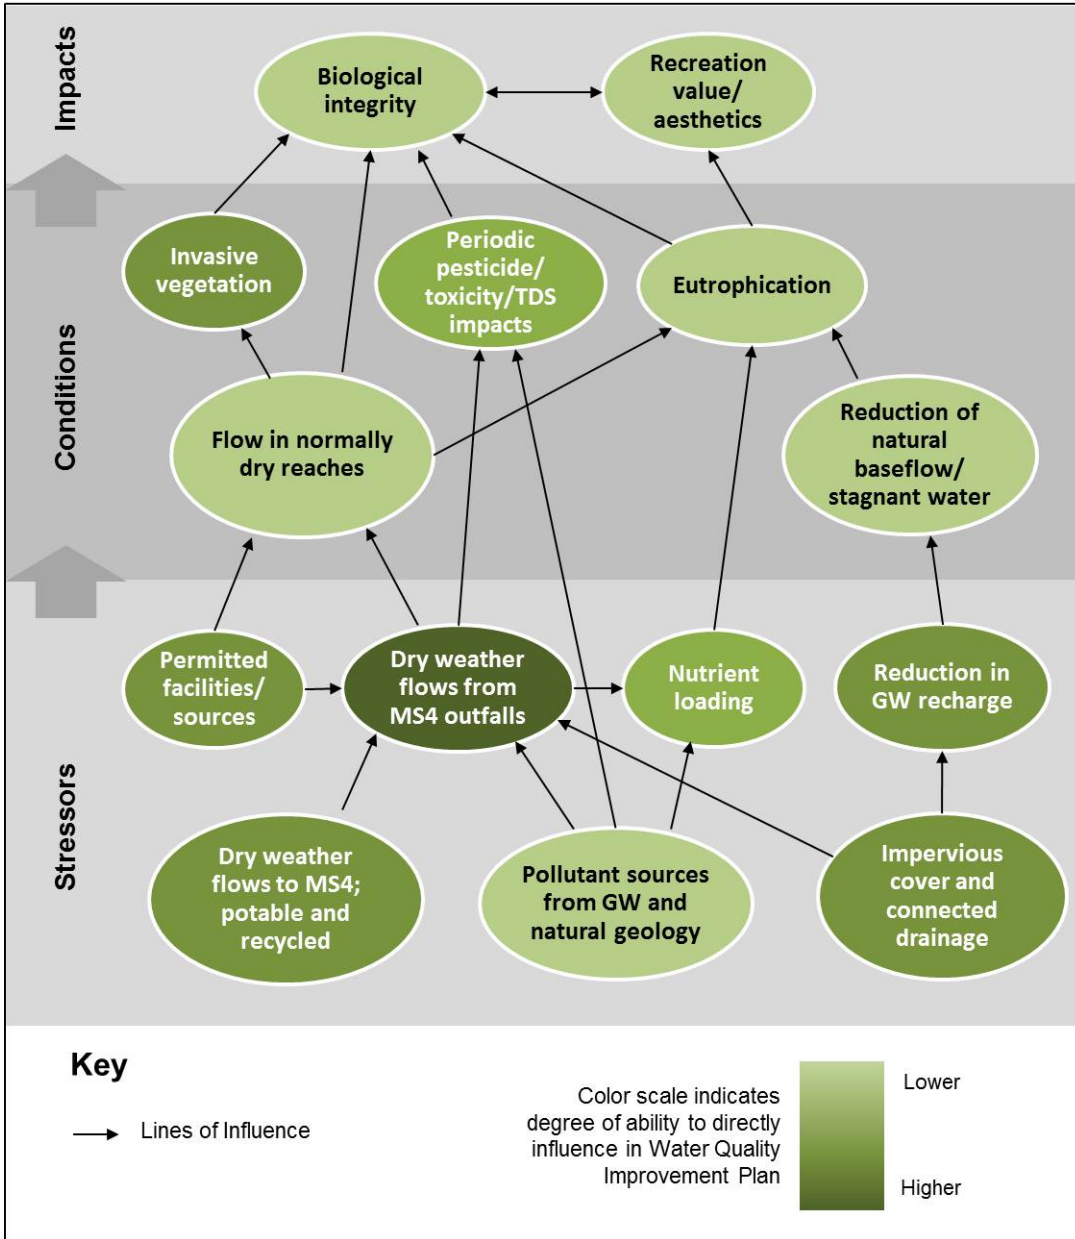 Impacts
Biological
integrity
Recreation
value/
aesthetics
Conditions
Invasive
vegetation
Periodic
pesticide/
toxicity/TDS
impacts
Eutrophication
Flow in normally
dry reaches
Reduction of
natural
baseflow/
stagnant water
Stressors
Permitted
facilities/
sources
Dry weather
flows from
MS4 outfalls
Nutrient
loading
Reduction in
GW recharge
Dry weather
flows to MS4;
potable and
recycled
Pollutant sources
from GW and
natural geology
Impervious
cover and
connected
drainage
Key
Lines of Influence
Color scale indicates
degree of ability to directly
influence in Water Quality
Improvement Plan
Lower
Higher